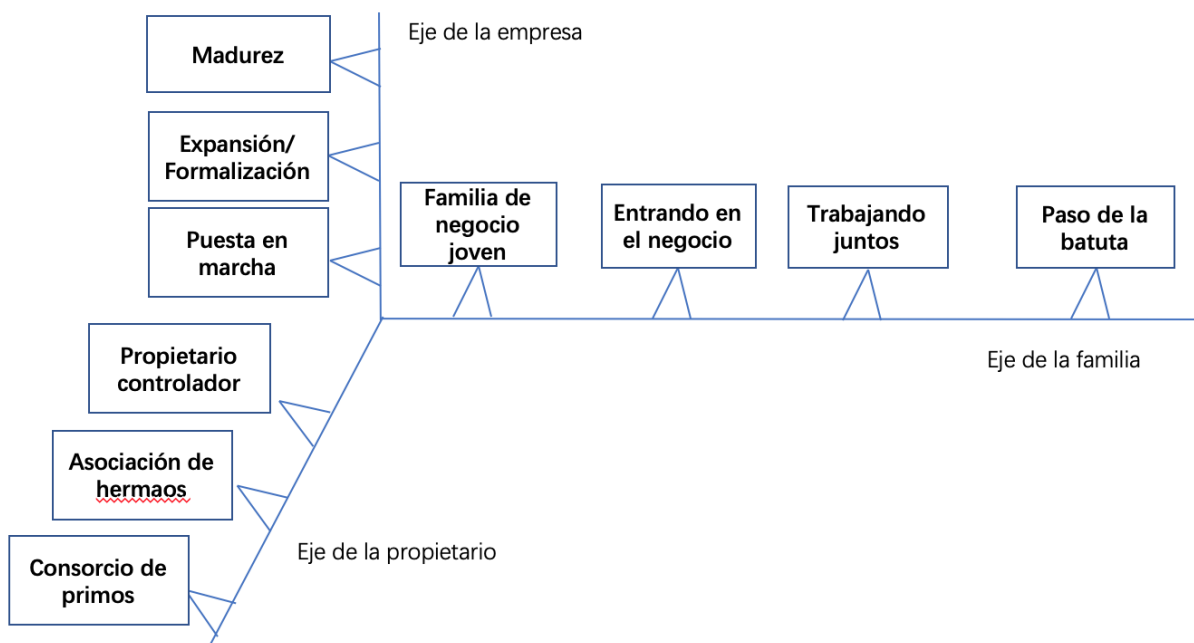 Eje de la empresa
Madurez
Expansión/
Formalización
Puesta en
marcha
Familia de
negocio
joven
Entrando en
el negocio
Trabajando
juntos
Paso de la
batuta
Eje de la familia
Propietario
controlador
Asociación de
hermaos
Eje de la propietario
Consorcio de
primos